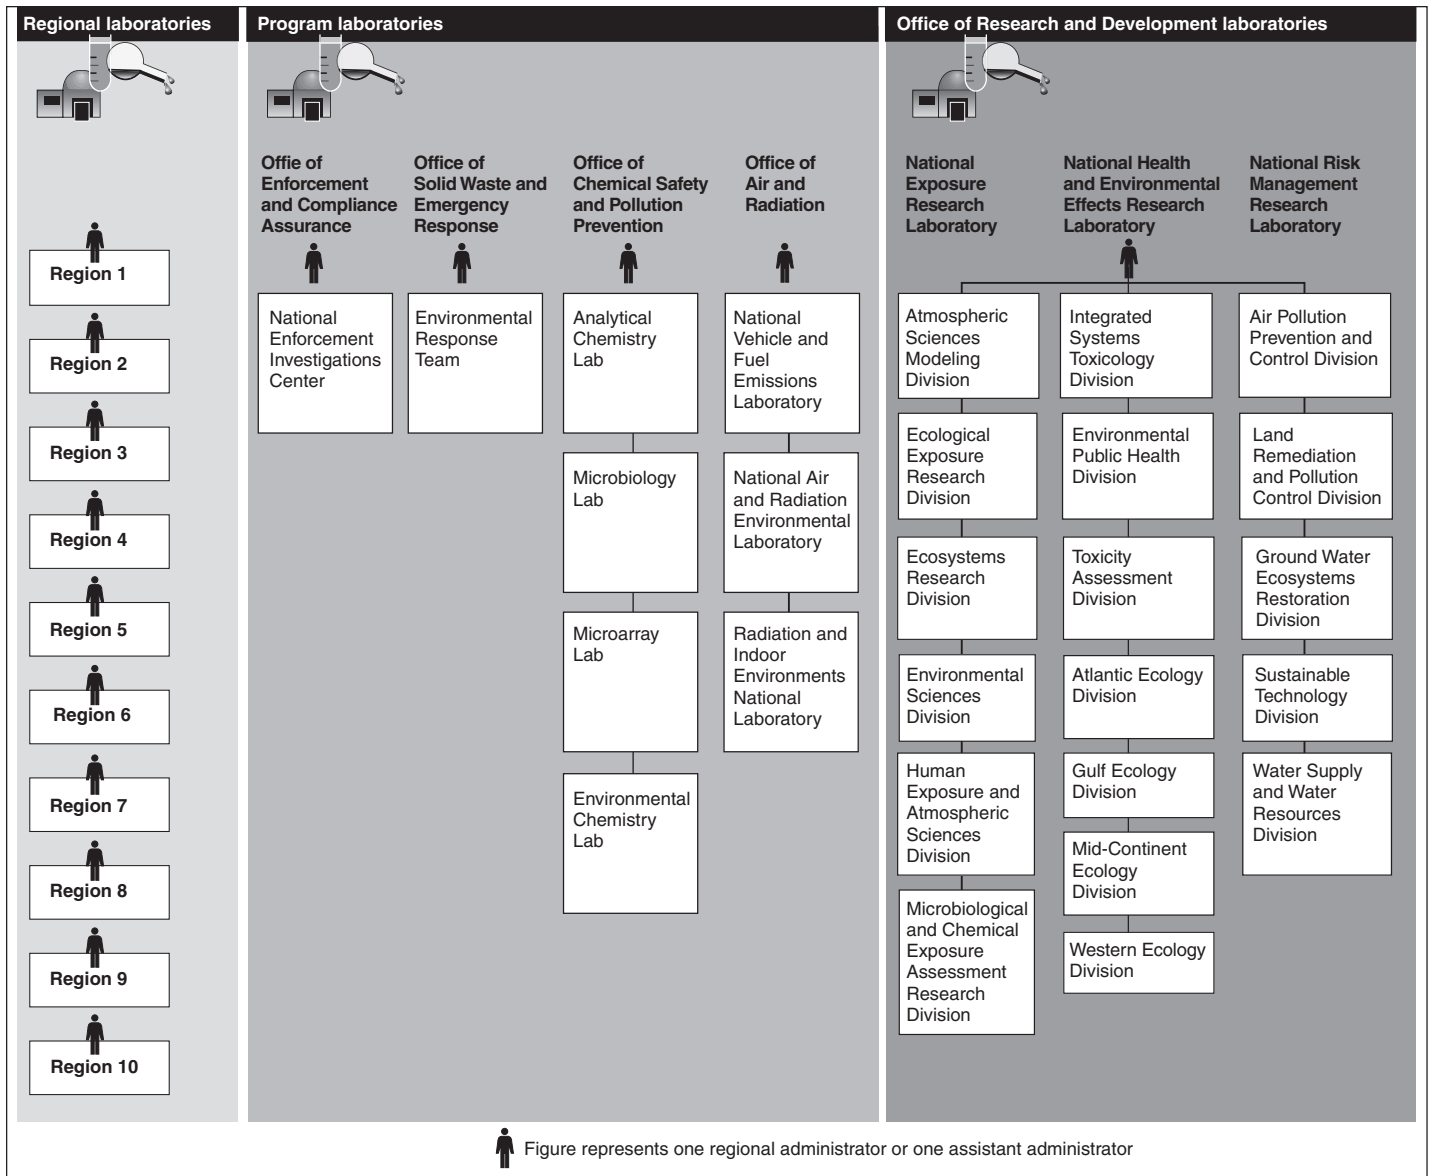 Regional laboratories
Region 1
Region 2
Region 3
Region 4
Region 5
Region 6
Region 7
Region 8
Region 9
Region 10
Program laboratories
Offie of
Enforcement
and Compliance
Assurance
National
Enforcement
Investigations
Center
Office of
Solid Waste and
Emergency
Response
Environmental
Response
Team
Office of
Chemical Safety
and Pollution
Prevention
Analytical
Chemistry
Lab
Microbiology
Lab
Microarray
Lab
Environmental
Chemistry
Lab
Office of
Air and
Radiation
National
Vehicle and
Fuel
Emissions
Laboratory
National Air
and Radiation
Environmental
Laboratory
Radiation and
Indoor
Environments
National
Laboratory
Office of Research and Development laboratories
National
Exposure
Research
Laboratory
Atmospheric
Sciences
Modeling
Division
Ecological
Exposure
Research
Division
Ecosystems
Research
Division
Environmental
Sciences
Division
Human
Exposure and
Atmospheric
Sciences
Division
Microbiological
and Chemical
Exposure
Assessment
Research
Division
National Health
and Environmental
Effects Research
Laboratory
Integrated
Systems
Toxicology
Division
Environmental
Public Health
Division
Toxicity
Assessment
Division
Atlantic Ecology
Division
Gulf Ecology
Division
Mid-Continent
Ecology
Division
Western Ecology
Division
National Risk
Management
Research
Laboratory
Air Pollution
Prevention and
Control Division
Land
Remediation
and Pollution
Control Division
Ground Water
Ecosystems
Restoration
Division
Sustainable
Technology
Division
Water Supply
and Water
Resources
Division
Figure represents one regional administrator or one assistant administrator